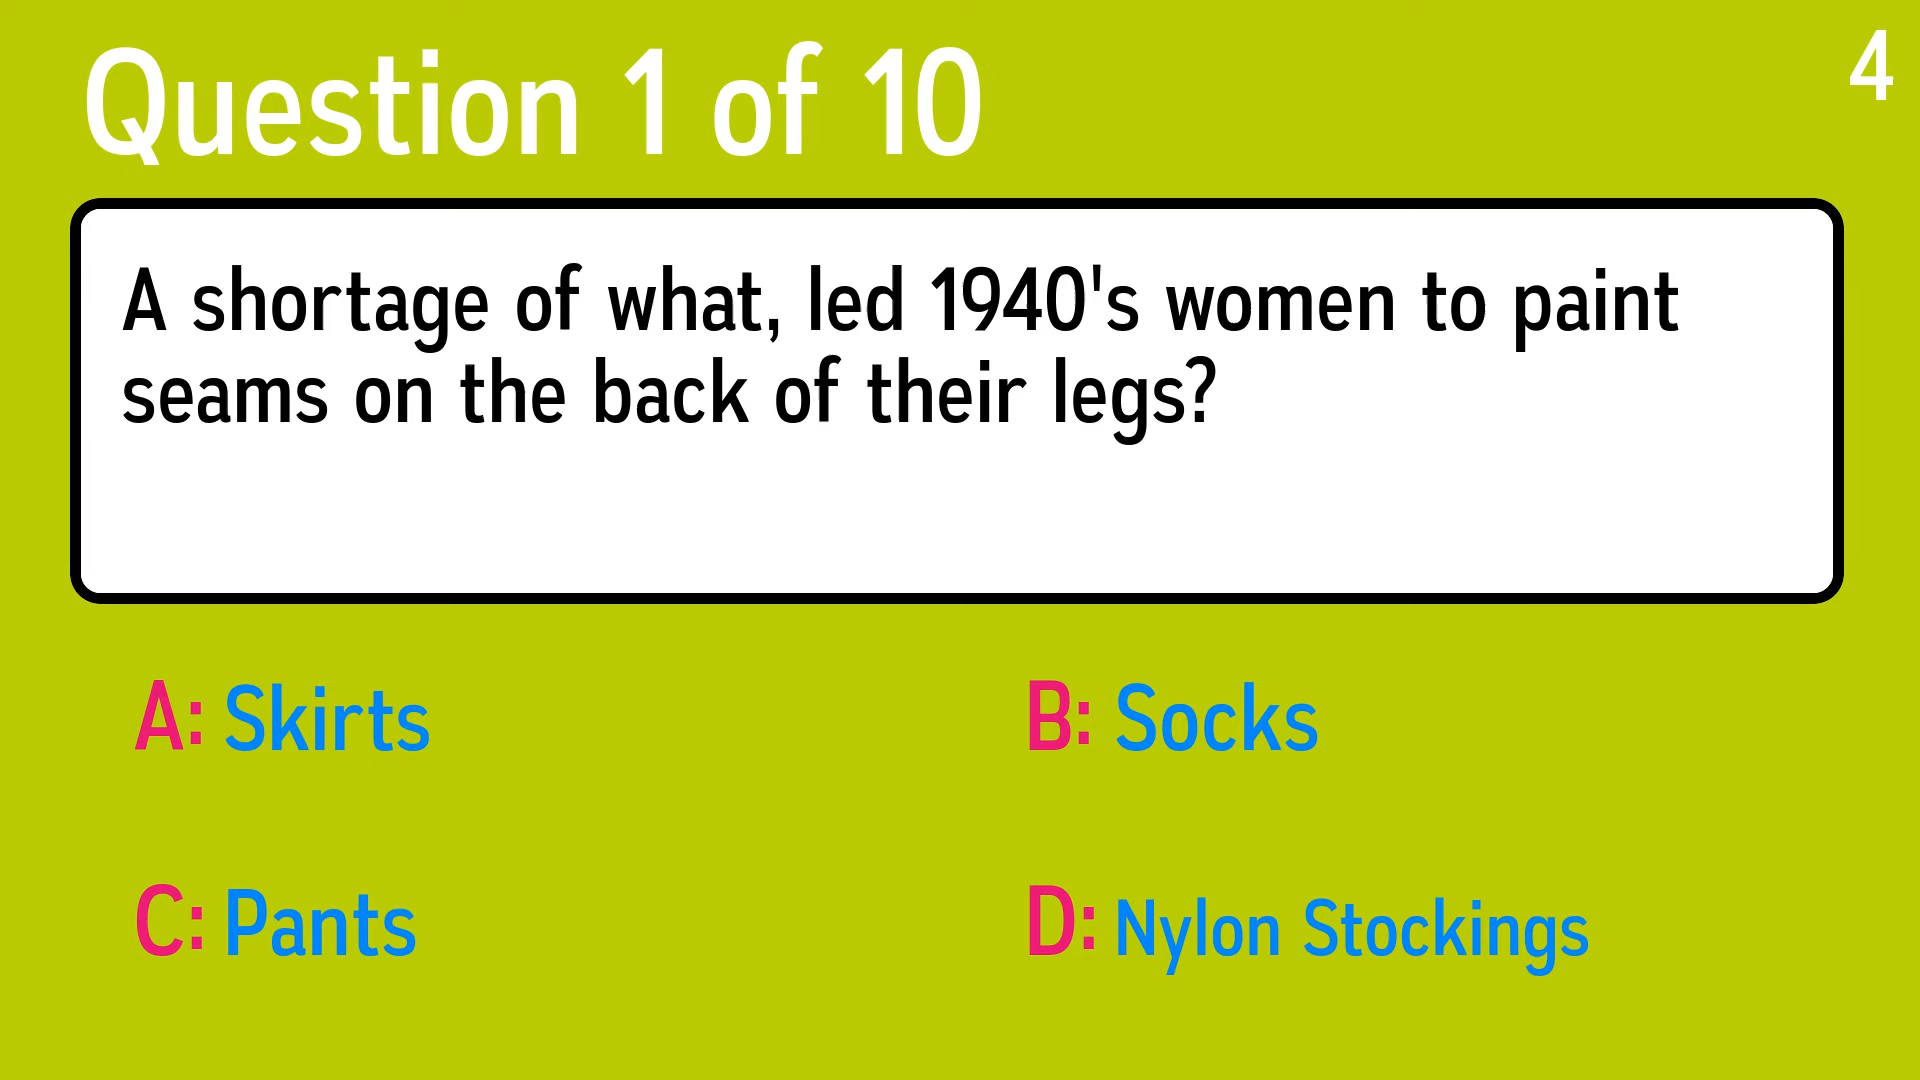 Question 1 of 10
4
A shortage of what, led 1940's women to paint
seams on the back of their legs?
A: Skirts
B: Socks
C: Pants
D: Nylon Stockings